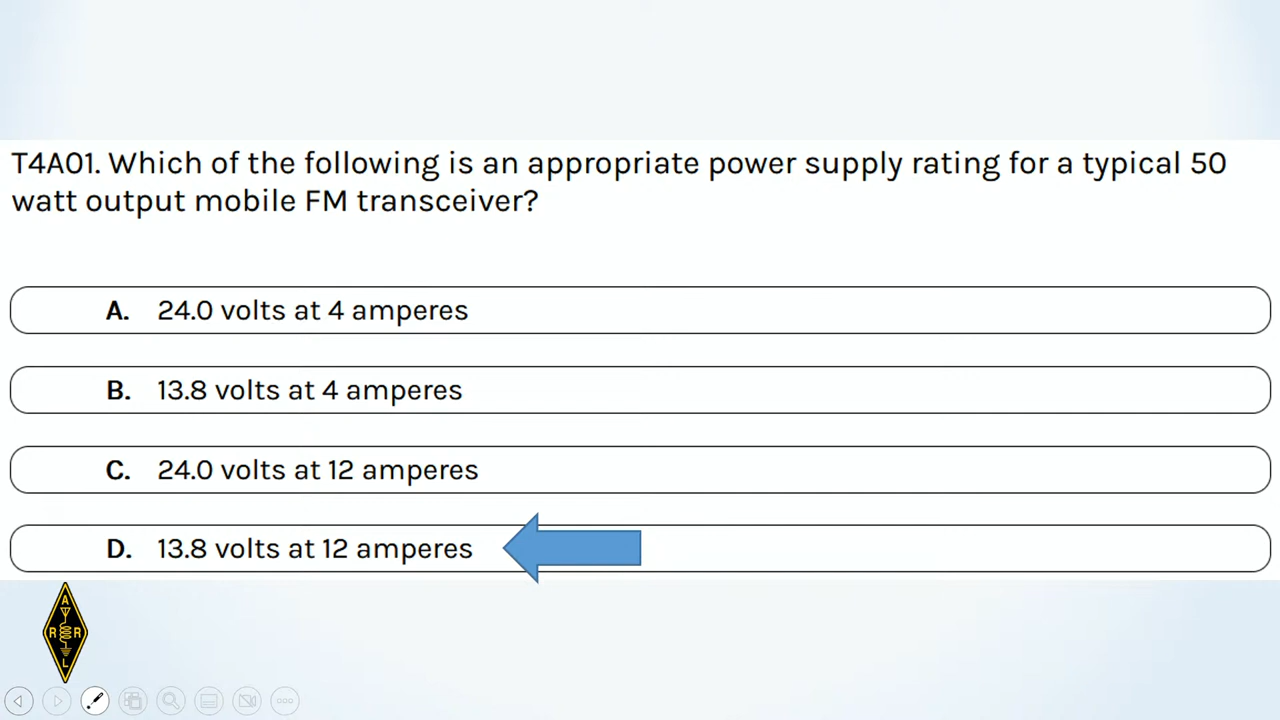 T4A01. Which of the following is an appropriate power supply rating for a typical 50
watt output mobile FM transceiver?
A. 24.0 volts at 4 amperes
B. 13.8 volts at 4 amperes
C. 24.0 volts at 12 amperes
D. 13.8 volts at 12 amperes
A
R R
L